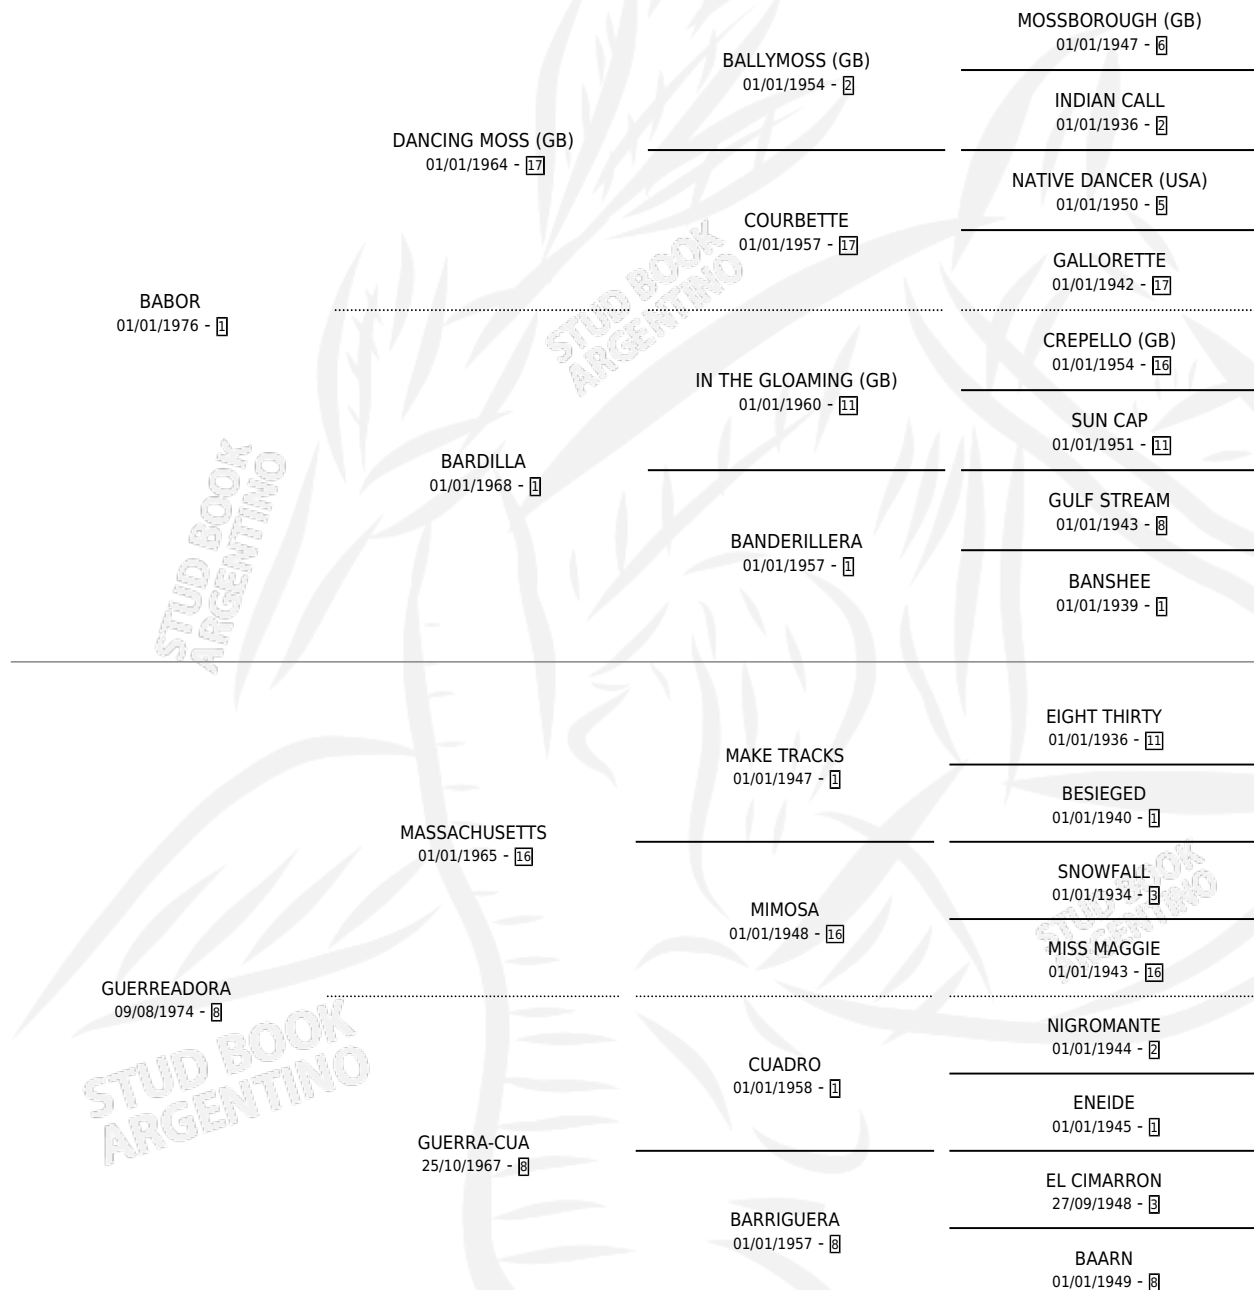 MOSSBOROUGH (GB)
01/01/1947 - 6
BALLYMOSS (GB)
01/01/1954 - 2
INDIAN CALL
01/01/1936 - 2
DANCING MOSS (GB)
01/01/1964 - 17
NATIVE DANCER (USA)
01/01/1950 - 5
COURBETTE
01/01/1957 - 17
GALLORETTE
01/01/1942 - 17
BABOR
01/01/1976 - 1
CREPELLO (GB)
01/01/1954 - 16
IN THE GLOAMING (GB)
01/01/1960 - 11
SUN CAP
01/01/1951 - 11
BARDILLA
01/01/1968 - 1
GULF STREAM
01/01/1943 - 8
BANDERILLERA
01/01/1957 - 1
BANSHEE
01/01/1939 - 1
EIGHT THIRTY
01/01/1936 - 11
MAKE TRACKS
01/01/1947 - 1
BESIEGED
01/01/1940 - 1
MASSACHUSETTS
01/01/1965 - 16
SNOWFALL
01/01/1934 - 3
MIMOSA
01/01/1948 - 16
MISS MAGGIE
01/01/1943 - 16
GUERREADORA
09/08/1974 - 8
NIGROMANTE
01/01/1944 - 2
CUADRO
01/01/1958 - 1
ENEIDE
01/01/1945 - 1
GUERRA-CUA
25/10/1967 - 8
EL CIMARRON
27/09/1948 - 3
BARRIGUERA
01/01/1957 - 8
BAARN
01/01/1949 - 8
STUD BOOK
ARGENTINO
STUD BOOK
ARGENTINO
STUD BOOK
ARGENTINO
STUD BOOK
ARGENTINO